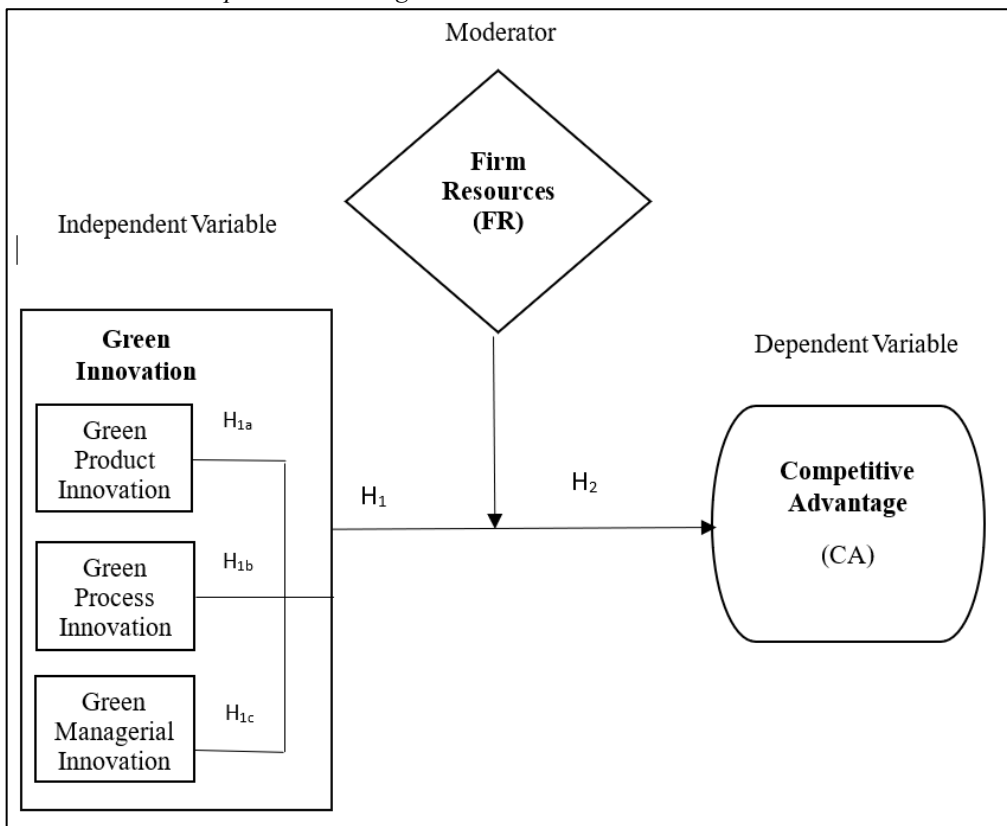 Moderator
Firm
Resources
(FR)
Independent Variable
Green
Innovation
Green
Product
Innovation
H1a
Green
Process
Innovation
H1b
Green
Managerial
Innovation
H1c
H1
H2
Dependent Variable
Competitive
Advantage
(CA)